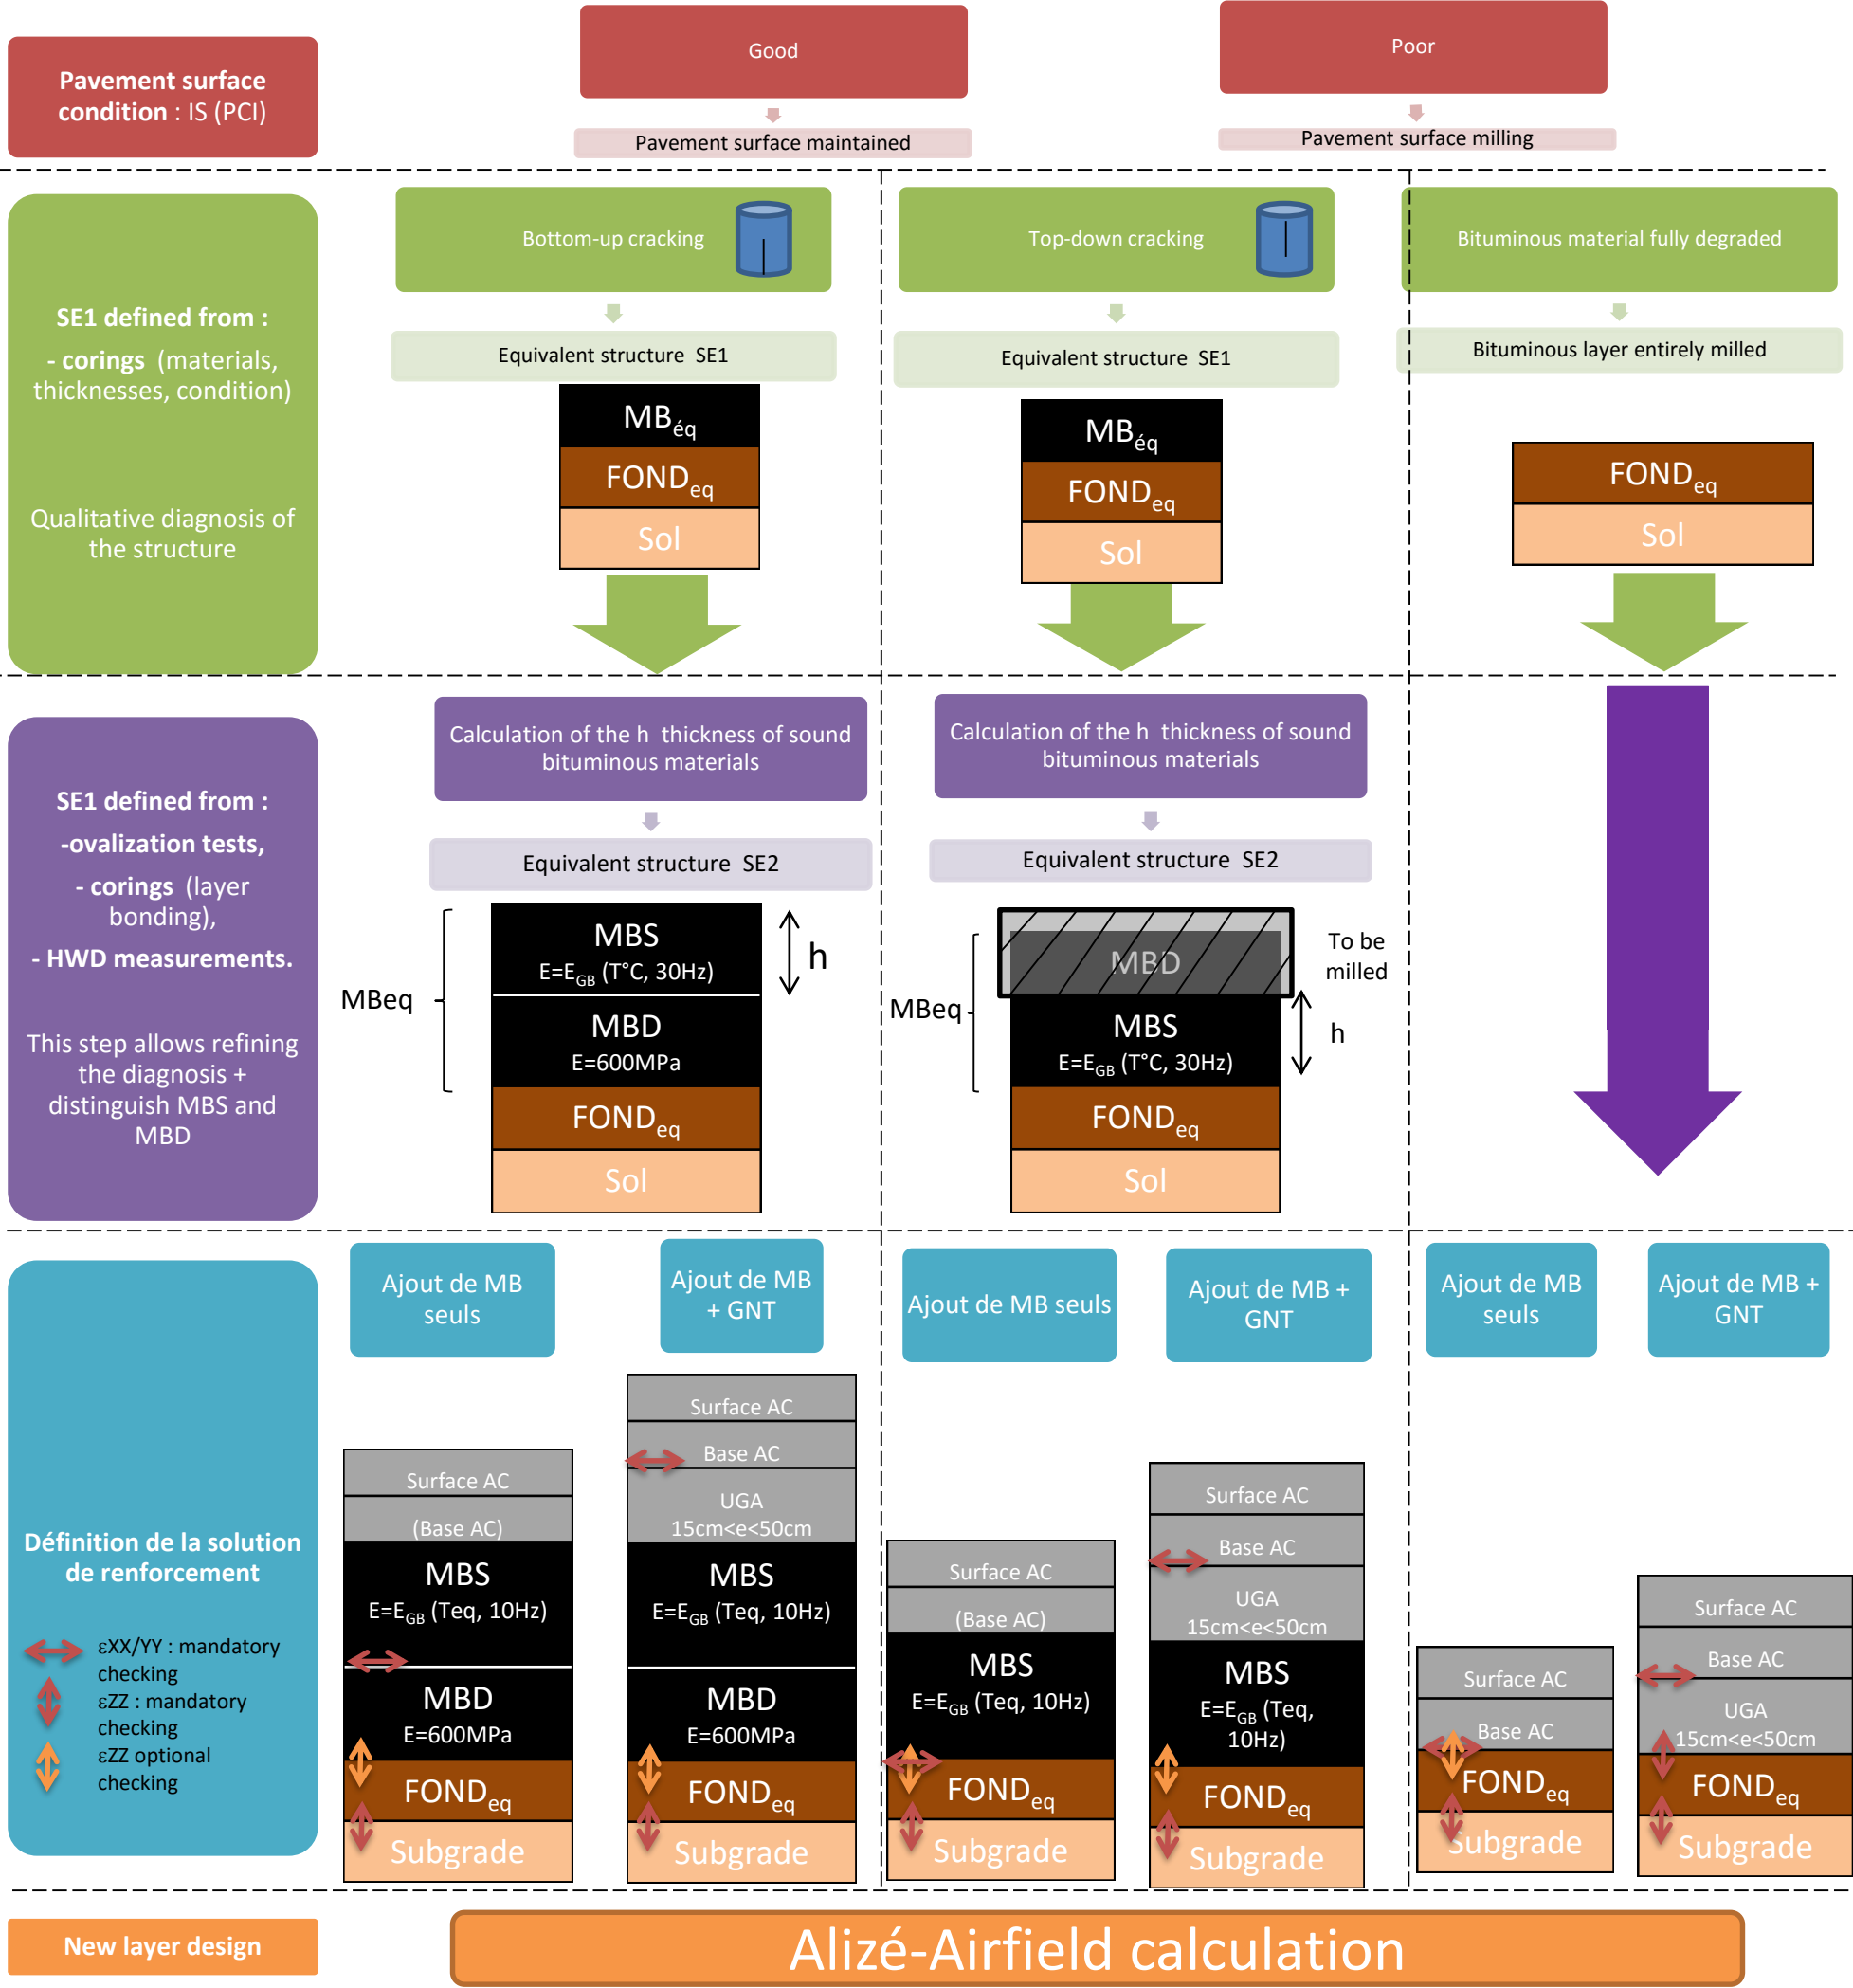 Pavement surface
condition : IS (PCI)
Good
Poor
Pavement surface maintained
Pavement surface milling
SE1 defined from :
- corings (materials,
thicknesses, condition)
Qualitative diagnosis of
the structure
Bottom-up cracking
Top-down cracking
Bituminous material fully degraded
Equivalent structure SE1
Equivalent structure SE1
Bituminous layer entirely milled
MBéq
FONDeq
Sol
MBéq
FONDeq
Sol
FONDeq
Sol
SE1 defined from :
-ovalization tests,
- corings (layer
bonding),
- HWD measurements.
This step allows refining
the diagnosis +
distinguish MBS and
MBD
Calculation of the h thickness of sound
bituminous materials
Equivalent structure SE2
MBeq
MBS
E=EGB (T°C, 30Hz)
h
MBD
E=600MPa
FONDeq
Sol
Calculation of the h thickness of sound
bituminous materials
Equivalent structure SE2
MBeq
MBD
To be
milled
MBS
E=EGB (T°C, 30Hz)
h
FONDeq
Sol
Définition de la solution
de renforcement
εXX/YY : mandatory
checking
εZZ : mandatory
checking
εZZ optional
checking
Ajout de MB
seuls
Surface AC
(Base AC)
MBS
E=EGB (Teq, 10Hz)
MBD
E=600MPa
FONDeq
Subgrade
Ajout de MB
+ GNT
Surface AC
Base AC
UGA
15cm<e<50cm
MBS
E=EGB (Teq, 10Hz)
MBD
E=600MPa
FONDeq
Subgrade
Ajout de MB seuls
Surface AC
(Base AC)
MBS
E=EGB (Teq, 10Hz)
FONDeq
Subgrade
Ajout de MB +
GNT
Surface AC
Base AC
UGA
15cm<e<50cm
MBS
E=EGB (Teq,
10Hz)
FONDeq
Subgrade
Ajout de MB
seuls
Surface AC
Base AC
FONDeq
Subgrade
Ajout de MB +
GNT
Surface AC
Base AC
UGA
15cm<e<50cm
FONDeq
Subgrade
New layer design
Alizé-Airfield calculation